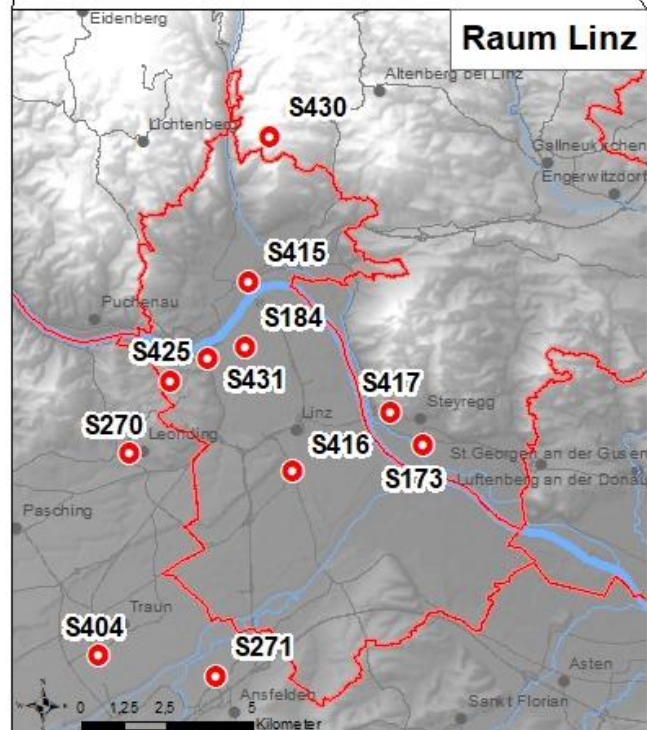 Eidenberg
Raum Linz
Altenberg bei Linz
S430
Lichtenberg
Gallneukirchen
Engerwitzdorf
S415
Puchenau
S184
S425
S431
S417
Steyregg
S270
Linz
Leonding
S416
St.Georgen an der Gusen
S173
Luftenberg an der Donau
Pasching
Traun
S404
S271
Asten
Ansfelden
Sankt Florian
N
W
E
S
0 1,25 2,5 5
Kilometer